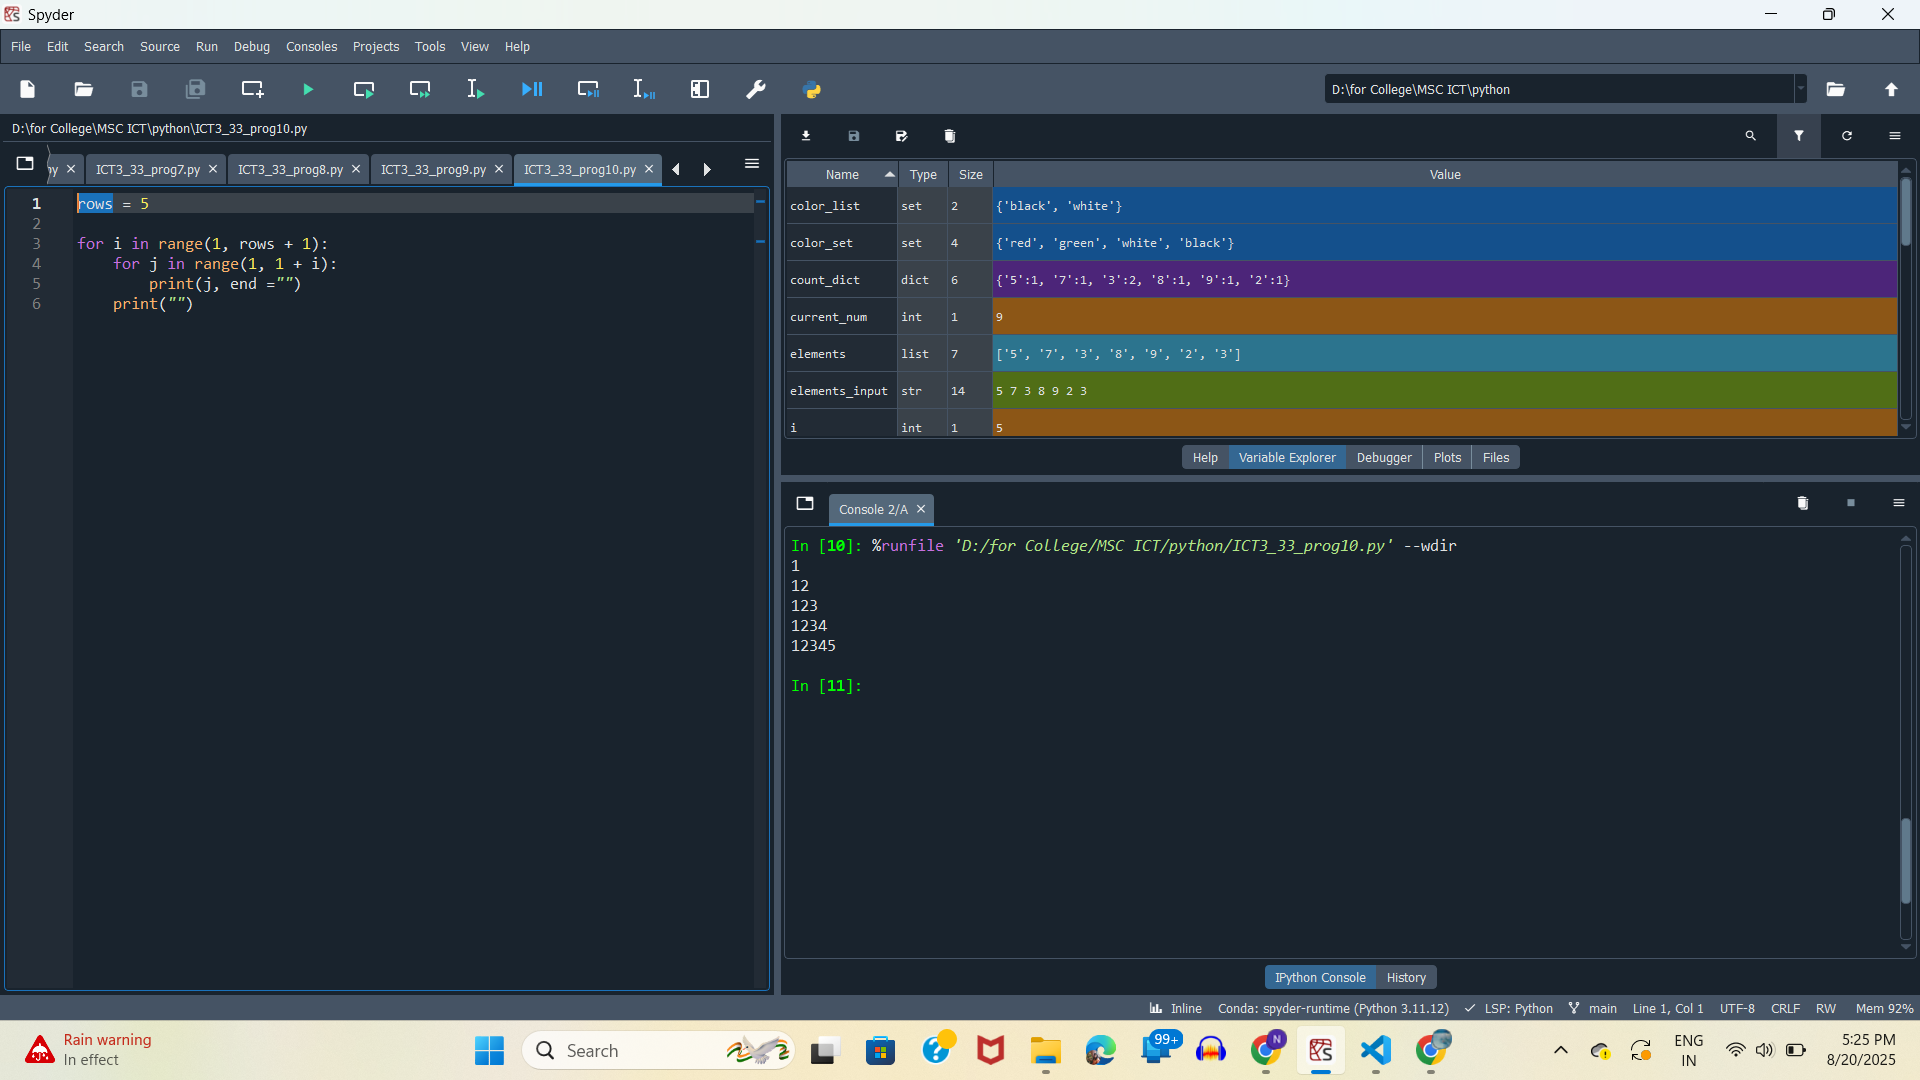 Spyder
File Edit Search Source Run Debug Consoles Projects Tools View Help
D:\for College\MSC ICT\python
D:\for College\MSC ICT\python\ICT3_33_prog10.py
py ICT3_33_prog7.py ICT3_33_prog8.py ICT3_33_prog9.py ICT3_33_prog10.py
1 rows = 5
2
3 for i in range(1, rows + 1):
4     for j in range(1, 1 + i):
5         print(j, end ="")
6     print("")
Name Type Size Value
color_list set 2 {'black', 'white'}
color_set set 4 {'red', 'green', 'white', 'black'}
count_dict dict 6 {'5':1, '7':1, '3':2, '8':1, '9':1, '2':1}
current_num int 1 9
elements list 7 ['5', '7', '3', '8', '9', '2', '3']
elements_input str 14 5 7 3 8 9 2 3
i int 1 5
Help Variable Explorer Debugger Plots Files
Console 2/A
In [10]: %runfile 'D:/for College/MSC ICT/python/ICT3_33_prog10.py' --wdir
1
12
123
1234
12345
In [11]:
IPython Console History
Inline Conda: spyder-runtime (Python 3.11.12) LSP: Python main Line 1, Col 1 UTF-8 CRLF RW Mem 92%
Rain warning
In effect
Search
99+
N
ENG
IN
5:25 PM
8/20/2025